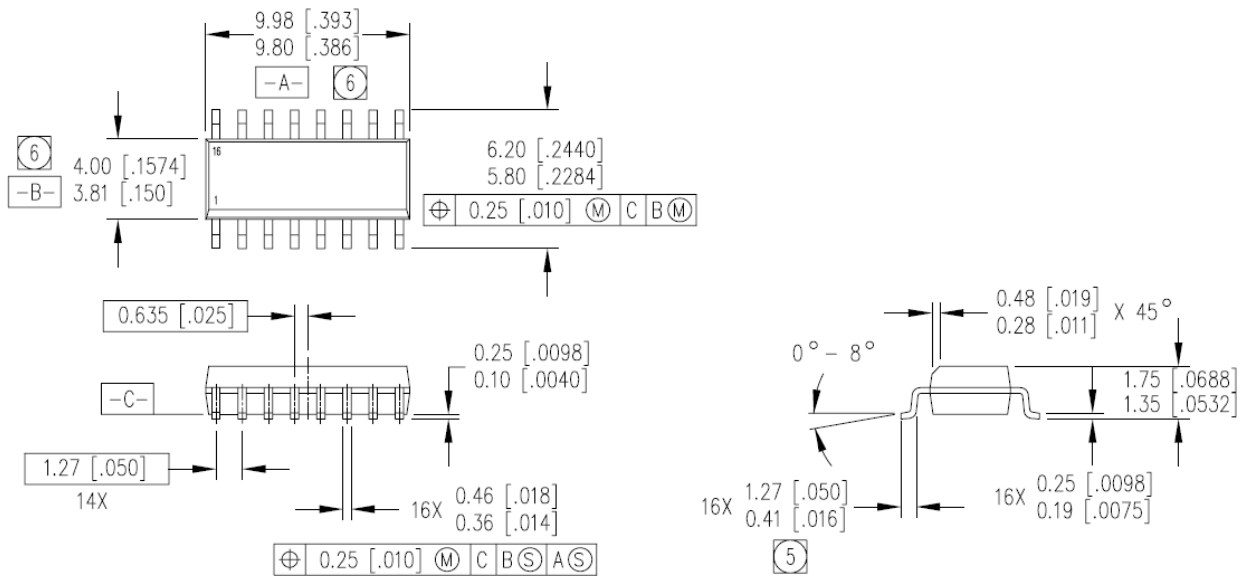 9.98 [.393]
9.80 [.386]
-A- 6
6
4.00 [.1574]
-B- 3.81 [.150]
16
1
6.20 [.2440]
5.80 [.2284]
⌖ 0.25 [.010] Ⓜ C B Ⓜ
0.635 [.025]
0.25 [.0098]
0.10 [.0040]
-C-
1.27 [.050]
14X
16X 0.46 [.018]
0.36 [.014]
⌖ 0.25 [.010] Ⓜ C B Ⓢ A Ⓢ
0.48 [.019]
0.28 [.011] X 45°
0° - 8°
1.75 [.0688]
1.35 [.0532]
16X 1.27 [.050]
0.41 [.016]
5
16X 0.25 [.0098]
0.19 [.0075]